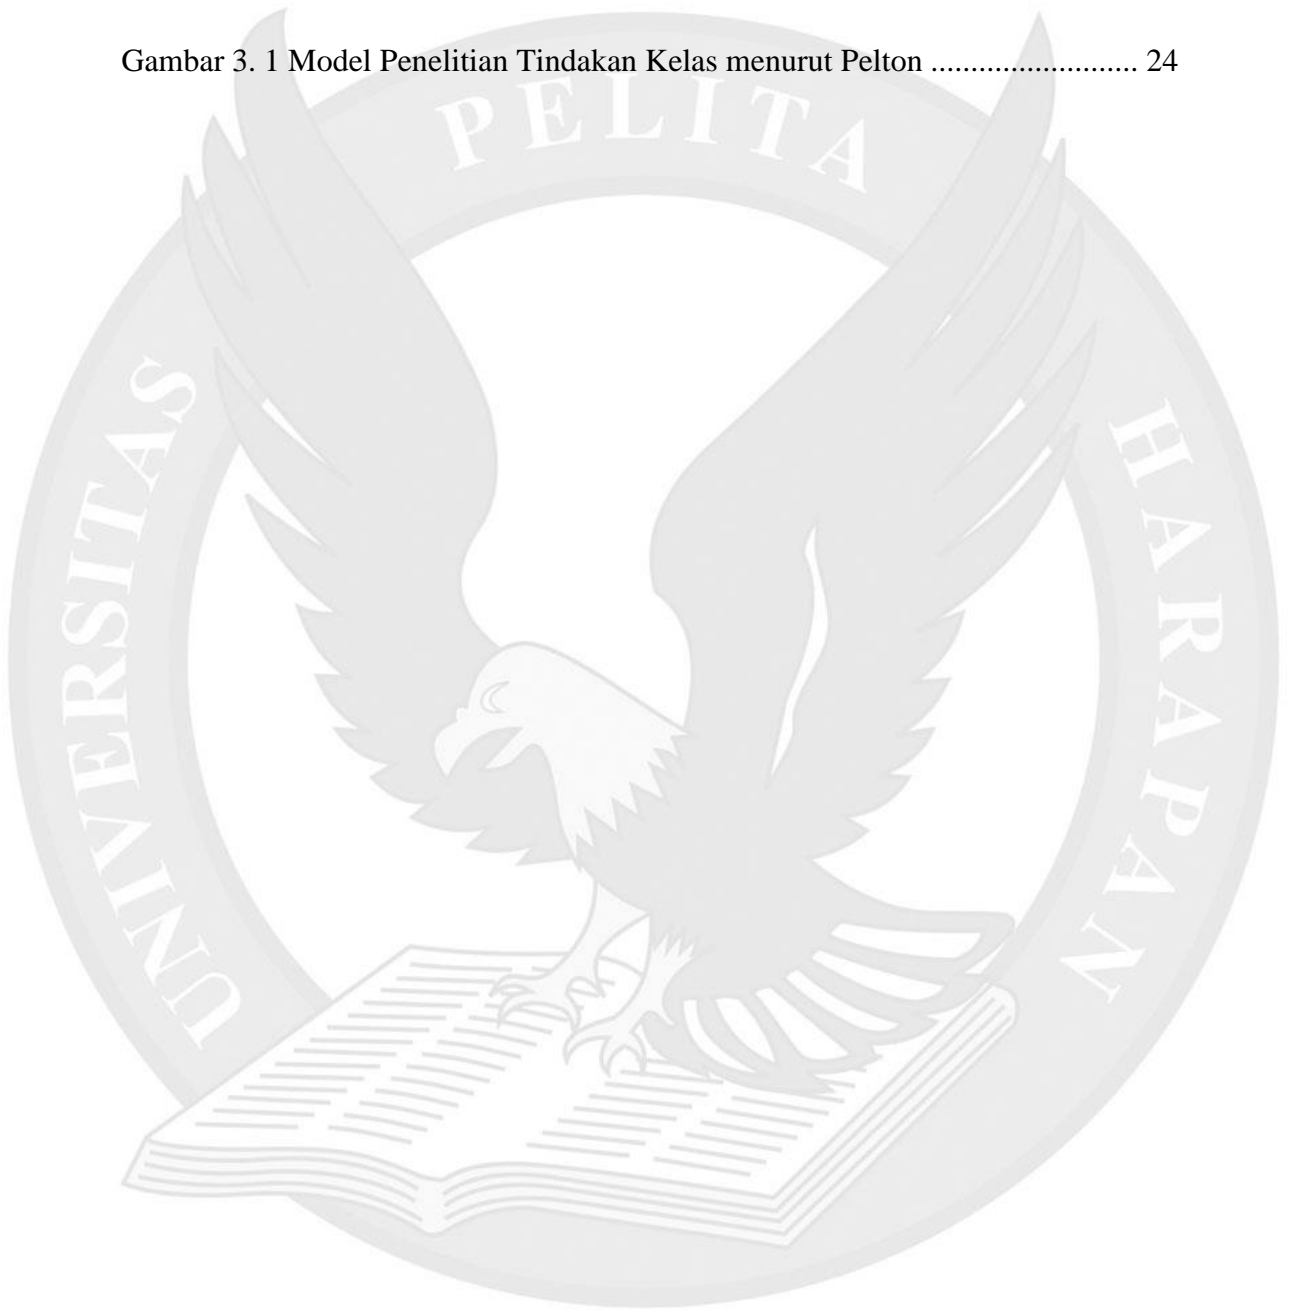 Gambar 3. 1 Model Penelitian Tindakan Kelas menurut Pelton .......................... 24
UNIVERSITAS PELITA HARAPAN